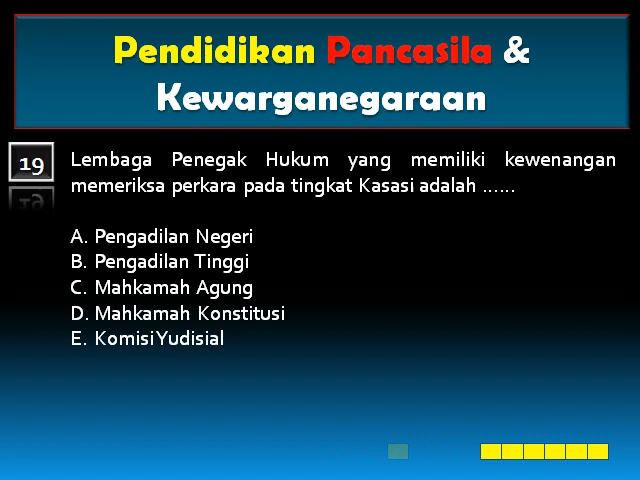 Pendidikan Pancasila &
Kewarganegaraan
19
Lembaga Penegak Hukum yang memiliki kewenangan
memeriksa perkara pada tingkat Kasasi adalah ......
A. Pengadilan Negeri
B. Pengadilan Tinggi
C. Mahkamah Agung
D. Mahkamah Konstitusi
E. Komisi Yudisial